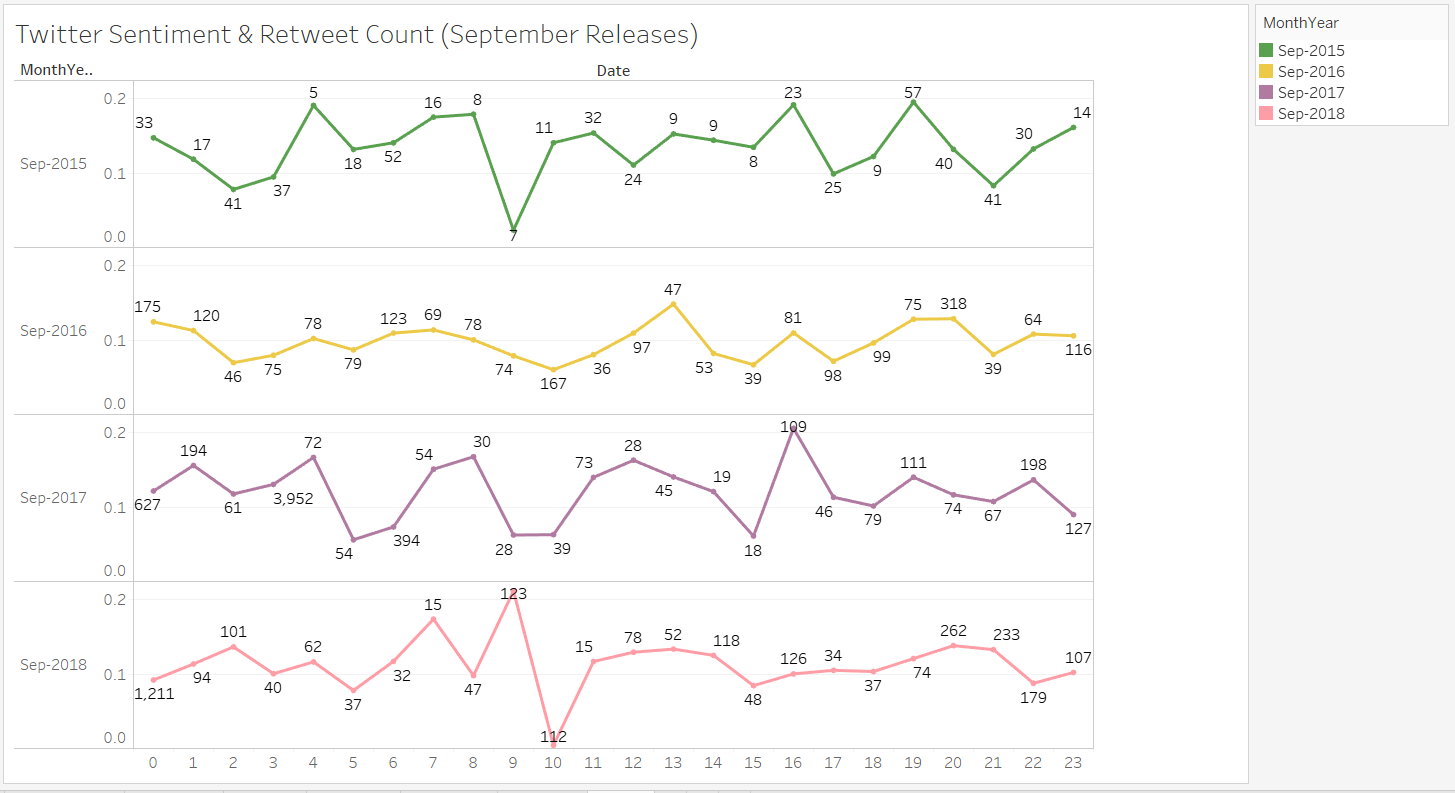 Twitter Sentiment & Retweet Count (September Releases)
MonthYe.. Date
Sep-2015
0.2
0.1
0.0
33 17 41 37 5 18 52 16 8 7 11 32 24 9 9 8 23 25 9 57 40 41 30 14
Sep-2016
0.2
0.1
0.0
175 120 46 75 78 79 123 69 78 74 167 36 97 47 53 39 81 98 99 75 318 39 64 116
Sep-2017
0.2
0.1
0.0
627 194 61 3,952 72 54 394 54 30 28 39 73 28 45 19 18 109 46 79 111 74 67 198 127
Sep-2018
0.2
0.1
0.0
1,211 94 101 40 62 37 32 15 47 123 112 15 78 52 118 48 126 34 37 74 262 233 179 107
0 1 2 3 4 5 6 7 8 9 10 11 12 13 14 15 16 17 18 19 20 21 22 23
MonthYear
Sep-2015
Sep-2016
Sep-2017
Sep-2018